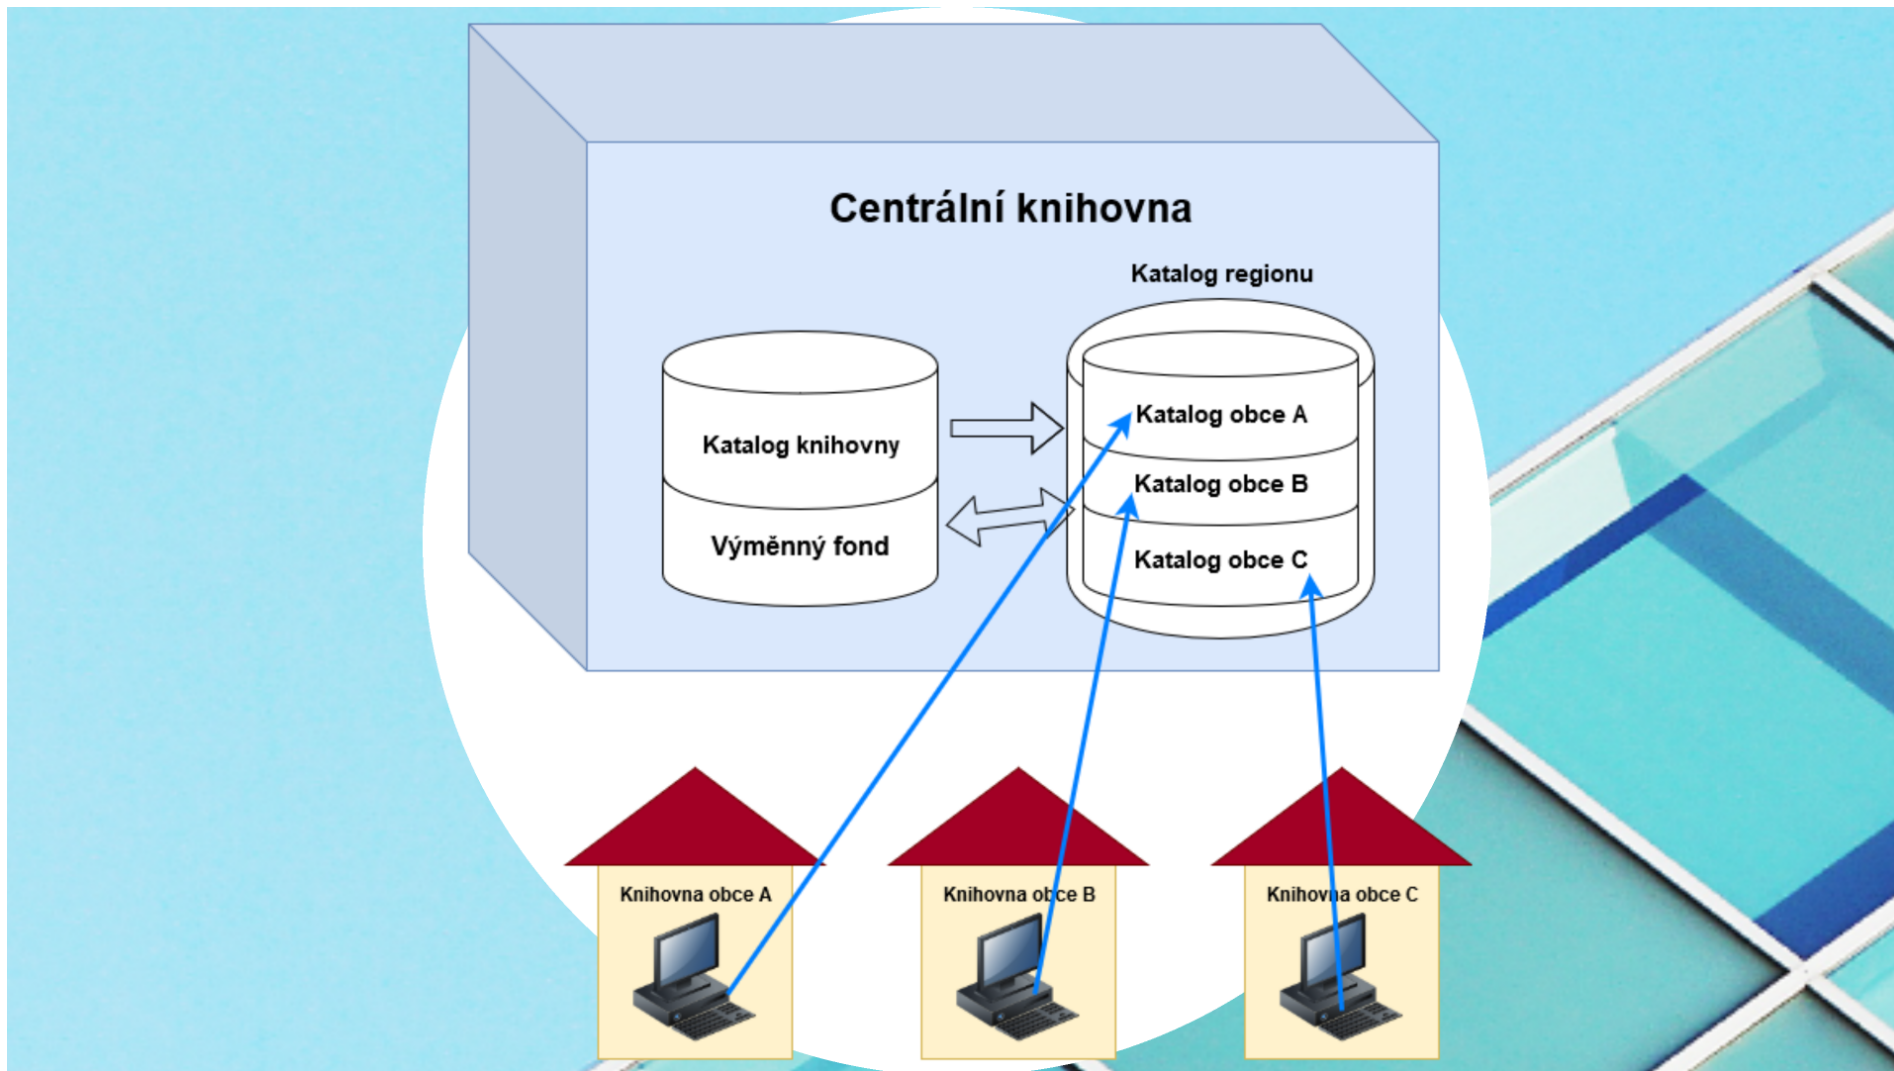 Centrální knihovna
Katalog regionu
Katalog knihovny
Výměnný fond
Katalog obce A
Katalog obce B
Katalog obce C
Knihovna obce A
Knihovna obce B
Knihovna obce C